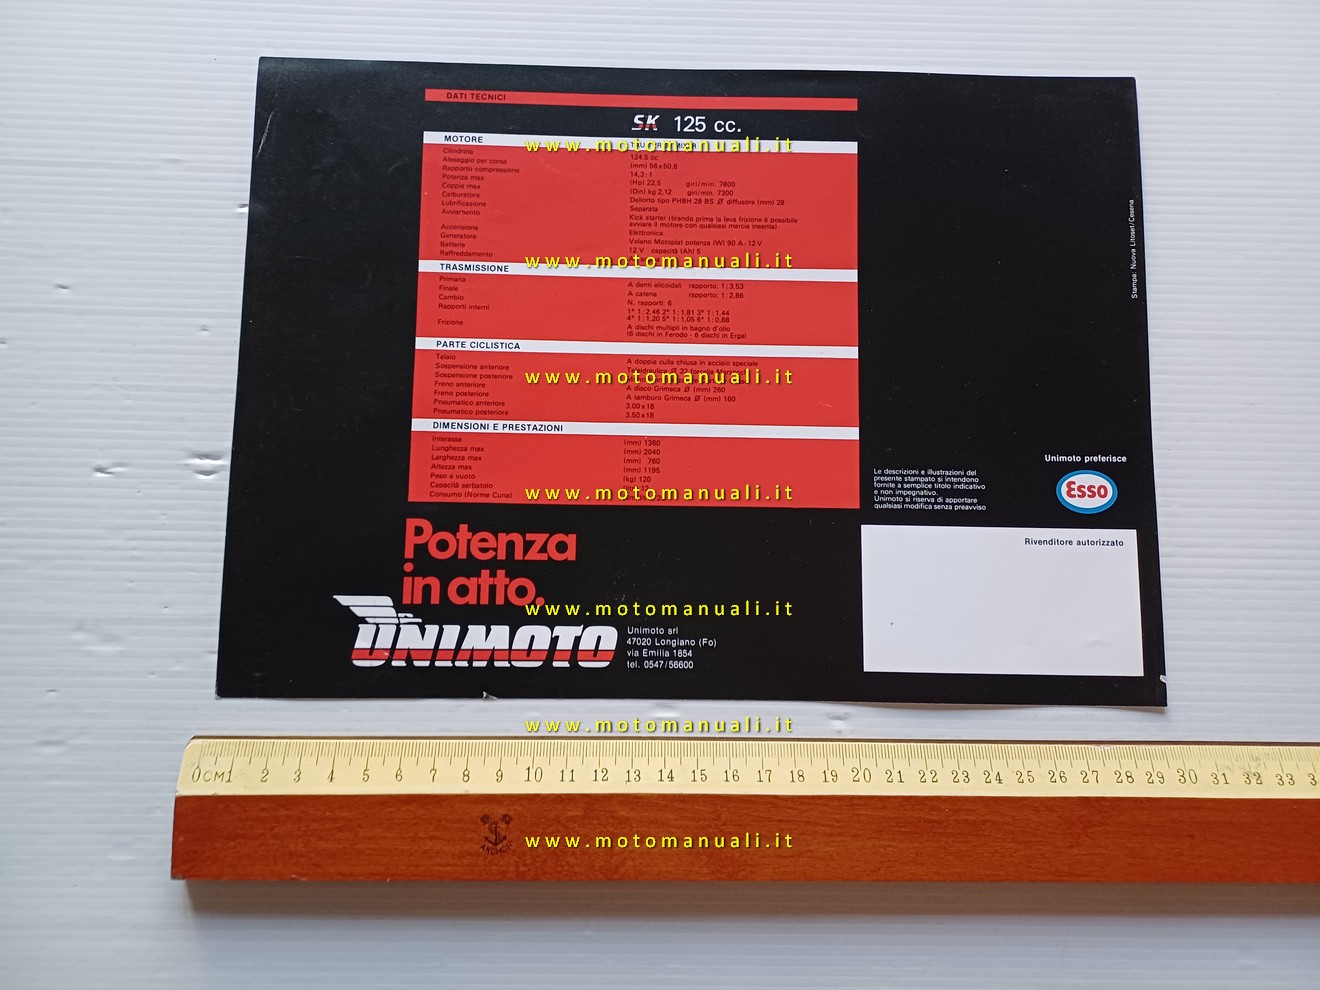 DATI TECNICI
SK 125 cc.
MOTORE
Cilindrata 124,5 cc
Alesaggio per corse (mm) 56x50,6
Rapporto compressione 14,3:1
Potenza max (Hp) 22,5 giri/min. 7800
Coppia max (Din) kg 2,12 giri/min. 7300
Carburatore Dellorto tipo PHBH 28 BS Ø diffusore (mm) 28
Lubrificazione Separata
Avviamento Kick starter (tirando prima la leva frizione è possibile
avviare il motore con qualsiasi marcia inserita)
Accensione Elettronica
Generatore Volano Motoplat potenza (W) 90 A-12V
Batteria 12 V capacità (Ah) 5
Raffreddamento
TRASMISSIONE
Primaria A denti elicoidali rapporto: 1:3,53
Finale A catena rapporto: 1:2,86
Cambio N. rapporti: 6
Rapporti interni 1ª 1:2,46 2ª 1:1,81 3ª 1:1,44
4ª 1:1,20 5ª 1:1,05 6ª 1:0,88
Frizione A dischi multipli in bagno d'olio
(6 dischi in Ferodo - 6 dischi in Ergal
PARTE CICLISTICA
Telaio A doppia culla chiusa in acciaio speciale
Sospensione anteriore
Sospensione posteriore
Freno anteriore A disco Grimeca Ø (mm) 260
Freno posteriore A tamburo Grimeca Ø (mm) 160
Pneumatico anteriore 3.00x18
Pneumatico posteriore 3.50x18
DIMENSIONI E PRESTAZIONI
Interasse (mm) 1360
Lunghezza max (mm) 2040
Larghezza max (mm) 760
Altezza max (mm) 1195
Peso a vuoto (kg) 120
Capacità serbatoio
Consumo (Norme Cuna)
Potenza
in atto.
UNIMOTO
Unimoto srl
47020 Longiano (Fo)
via Emilia 1854
tel. 0547/56600
Le descrizioni e illustrazioni del
presente stampato si intendono
fornite a semplice titolo indicativo
e non impegnativo.
Unimoto si riserva di apportare
qualsiasi modifica senza preavviso
Unimoto preferisce
Esso
Rivenditore autorizzato
Stampa: Nuova Litoset/Cesena
www.motomanuali.it
www.motomanuali.it
www.motomanuali.it
www.motomanuali.it
www.motomanuali.it
www.motomanuali.it
www.motomanuali.it
0CM1 2 3 4 5 6 7 8 9 10 11 12 13 14 15 16 17 18 19 20 21 22 23 24 25 26 27 28 29 30 31 32 33
ANCHOR